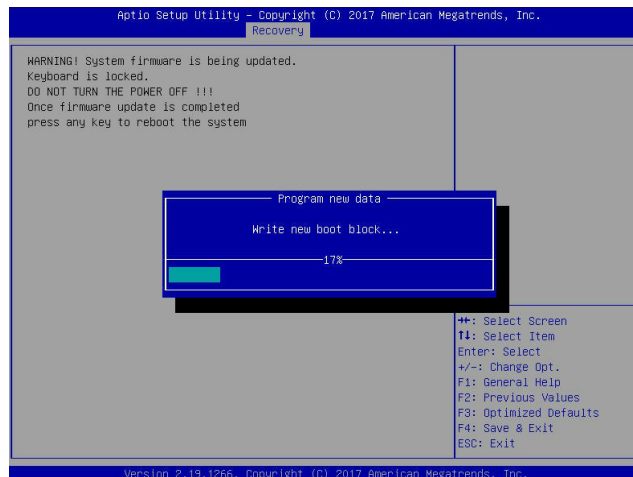 Aptio Setup Utility – Copyright (C) 2017 American Megatrends, Inc.
Recovery
WARNING! System firmware is being updated.
Keyboard is locked.
DO NOT TURN THE POWER OFF !!!
Once firmware update is completed
press any key to reboot the system
Program new data
Write new boot block...
17%
→←: Select Screen
↑↓: Select Item
Enter: Select
+/-: Change Opt.
F1: General Help
F2: Previous Values
F3: Optimized Defaults
F4: Save & Exit
ESC: Exit
Version 2.19.1266. Copyright (C) 2017 American Megatrends, Inc.